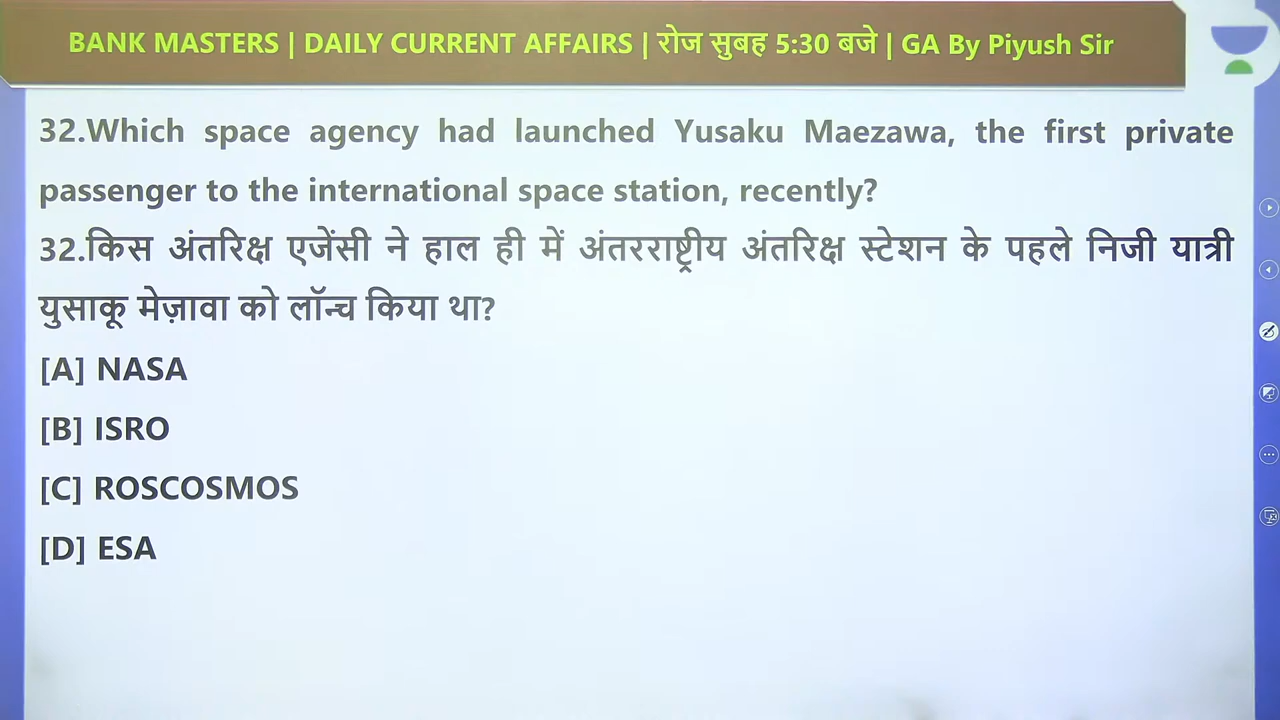 BANK MASTERS | DAILY CURRENT AFFAIRS | रोज सुबह 5:30 बजे | GA By Piyush Sir
32.Which space agency had launched Yusaku Maezawa, the first private
passenger to the international space station, recently?
32.किस अंतरिक्ष एजेंसी ने हाल ही में अंतरराष्ट्रीय अंतरिक्ष स्टेशन के पहले निजी यात्री
युसाकू मेज़ावा को लॉन्च किया था?
[A] NASA
[B] ISRO
[C] ROSCOSMOS
[D] ESA